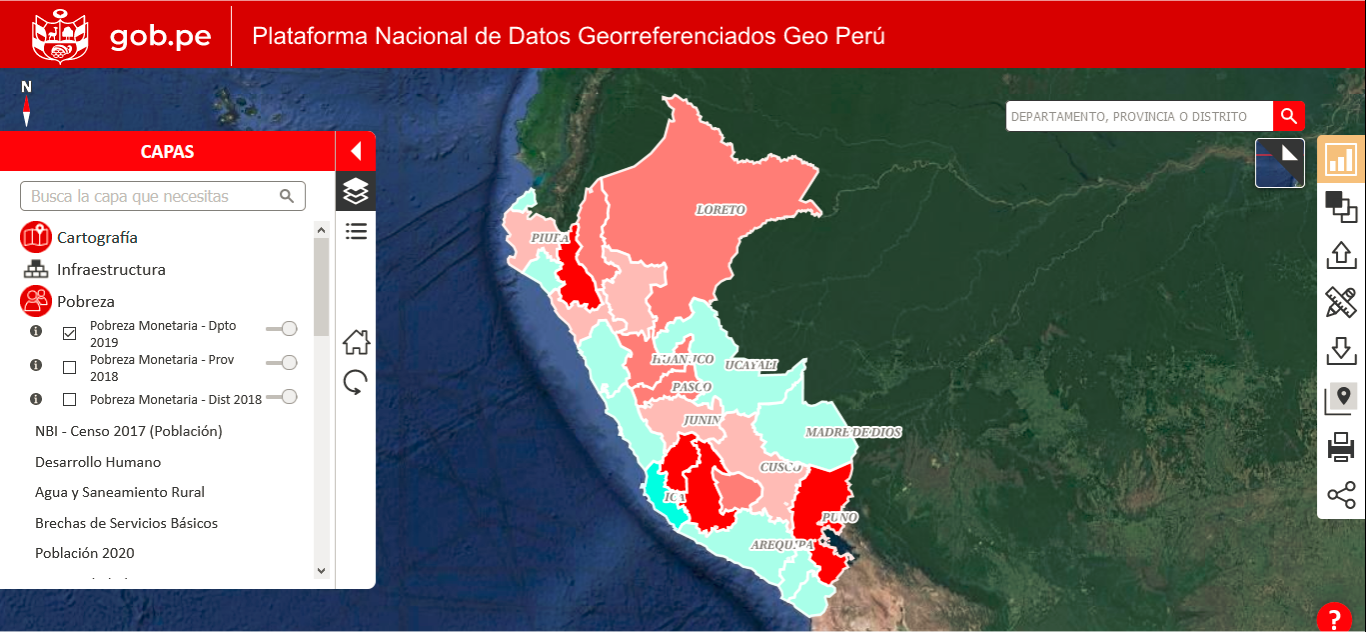 gob.pe
Plataforma Nacional de Datos Georreferenciados Geo Perú
N
DEPARTAMENTO, PROVINCIA O DISTRITO
CAPAS
Busca la capa que necesitas
Cartografía
Infraestructura
Pobreza
Pobreza Monetaria - Dpto
2019
Pobreza Monetaria - Prov
2018
Pobreza Monetaria - Dist 2018
NBI - Censo 2017 (Población)
Desarrollo Humano
Agua y Saneamiento Rural
Brechas de Servicios Básicos
Población 2020
LORETO
PIURA
HUANUCO
UCAYALI
PASCO
JUNIN
MADRE DE DIOS
CUSCO
ICA
PUNO
AREQUIPA
?